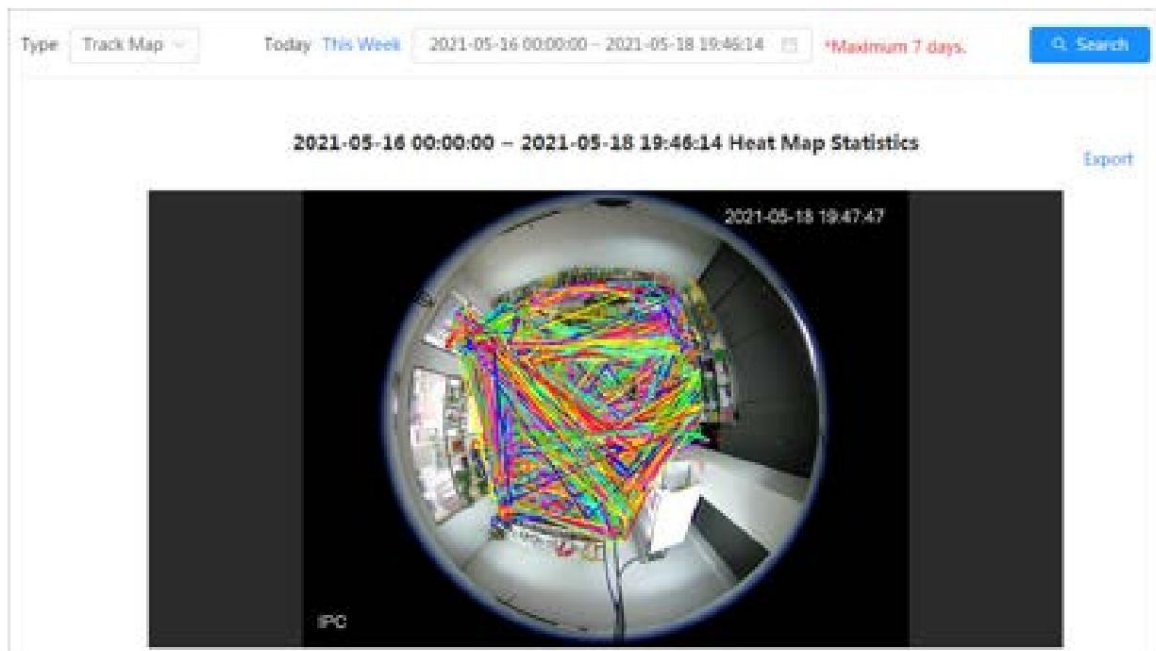 Type Track Map Today This Week 2021-05-16 00:00:00 – 2021-05-18 19:46:14 *Maximum 7 days. Search
2021-05-16 00:00:00 – 2021-05-18 19:46:14 Heat Map Statistics
Export
2021-05-18 19:47:47
IPC